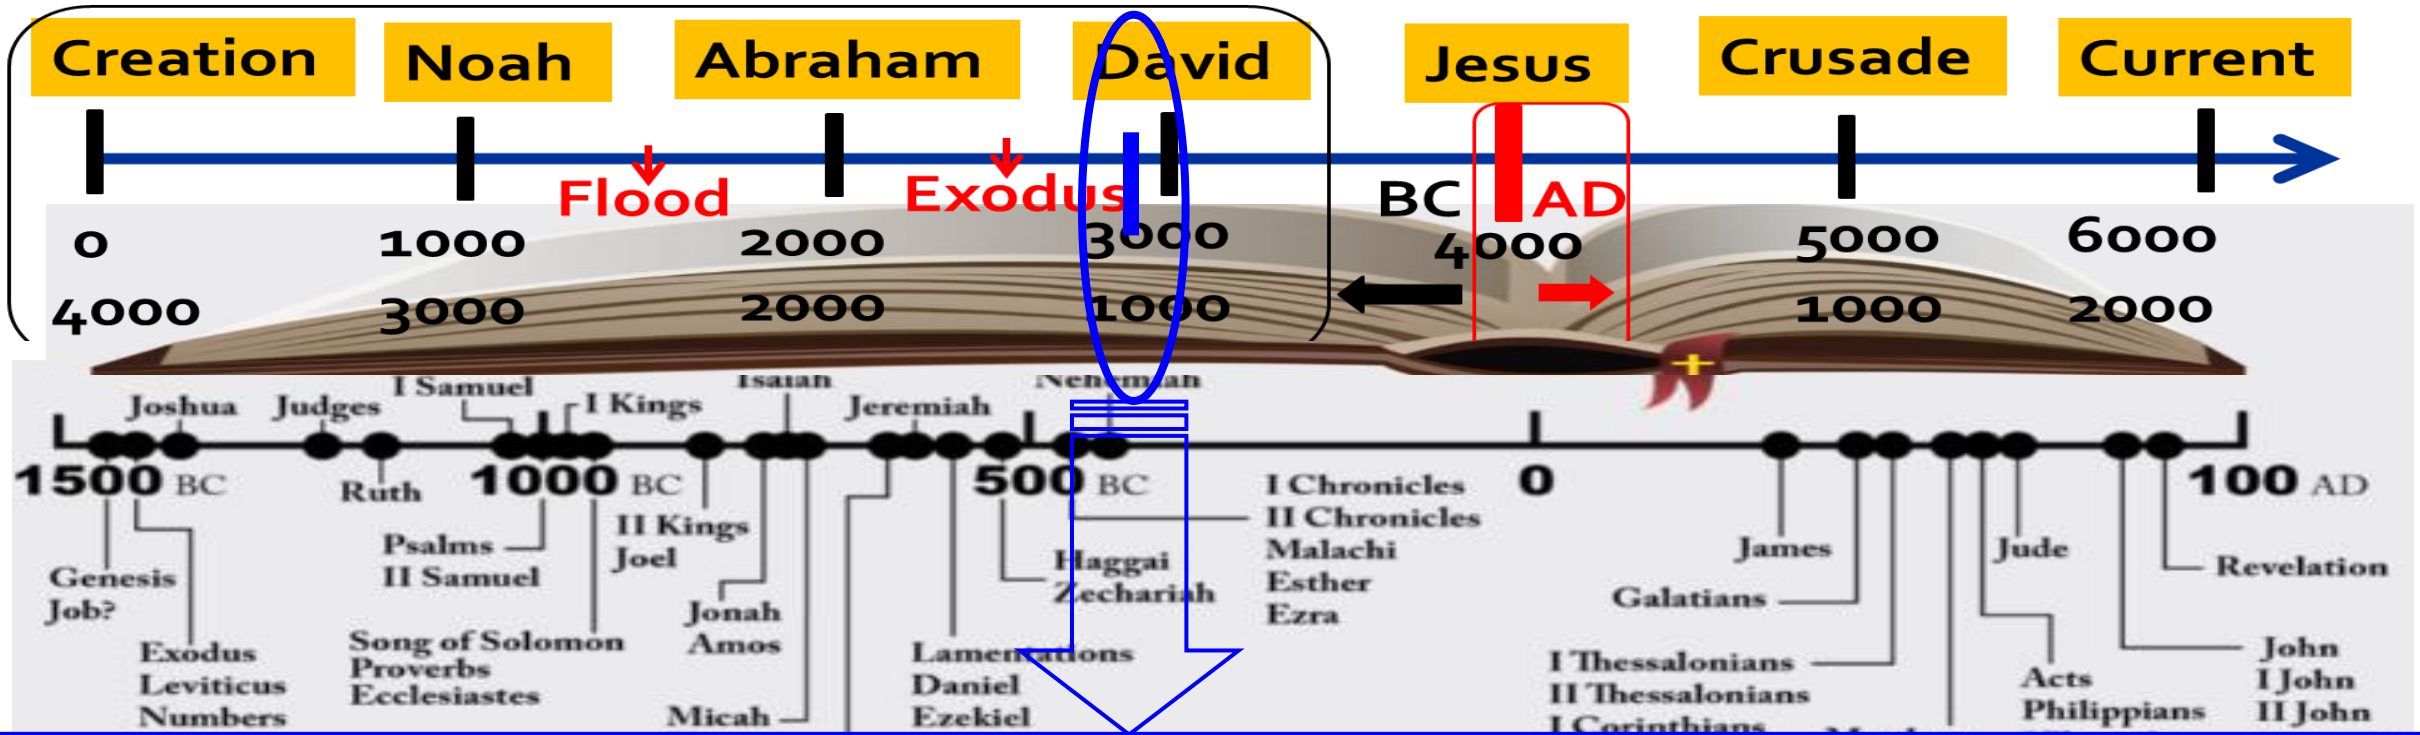 Creation Noah Abraham David Jesus Crusade Current
Flood Exodus BC AD
0 1000 2000 3000 4000 5000 6000
4000 3000 2000 1000 1000 2000
Joshua Judges I Samuel I Kings Isaiah Jeremiah Nehemiah
1500 BC 1000 BC 500 BC 0 100 AD
Ruth
Genesis
Job?
Exodus
Leviticus
Numbers
Psalms
II Samuel
Song of Solomon
Proverbs
Ecclesiastes
II Kings
Joel
Jonah
Amos
Micah
Lamentations
Daniel
Ezekiel
Haggai
Zechariah
I Chronicles
II Chronicles
Malachi
Esther
Ezra
James
Galatians
I Thessalonians
II Thessalonians
I Corinthians
Jude
Acts
Philippians
Revelation
John
I John
II John